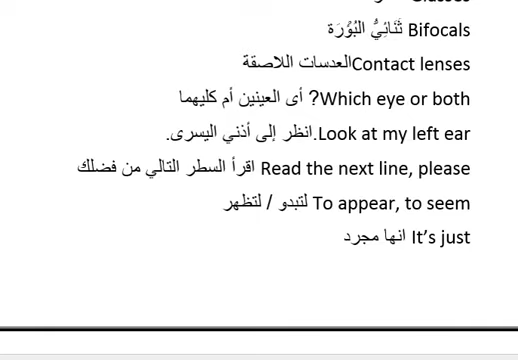 Bifocals ثَنَائِيُّ البُؤرَة
Contact lensesالعدسات اللاصقة
Which eye or both? أى العينين أم كليهما
Look at my left ear.انظر إلى أذني اليسرى.
Read the next line, please اقرأ السطر التالي من فضلك
To appear, to seem لتبدو / لتظهر
It’s just انها مجرد